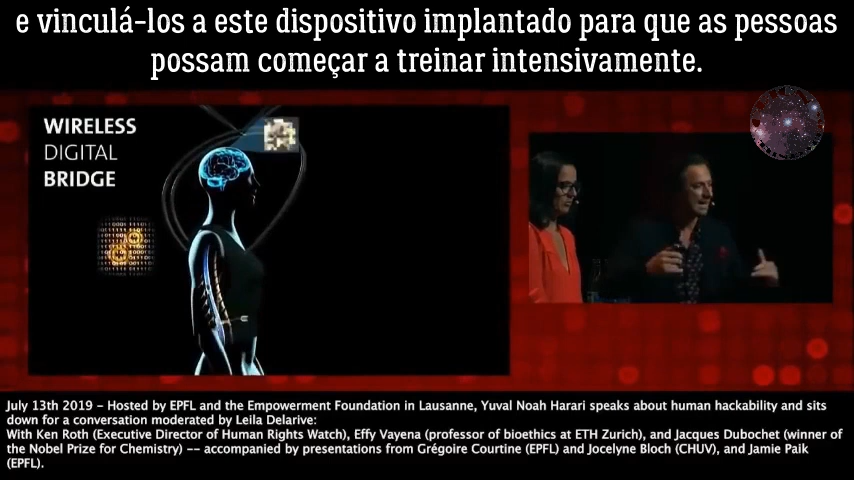 e vinculá-los a este dispositivo implantado para que as pessoas
possam começar a treinar intensivamente.
WIRELESS
DIGITAL
BRIDGE
July 13th 2019 – Hosted by EPFL and the Empowerment Foundation in Lausanne, Yuval Noah Harari speaks about human hackability and sits
down for a conversation moderated by Leila Delarive:
With Ken Roth (Executive Director of Human Rights Watch), Effy Vayena (professor of bioethics at ETH Zurich), and Jacques Dubochet (winner of
the Nobel Prize for Chemistry) -- accompanied by presentations from Grégoire Courtine (EPFL) and Jocelyne Bloch (CHUV), and Jamie Paik
(EPFL).